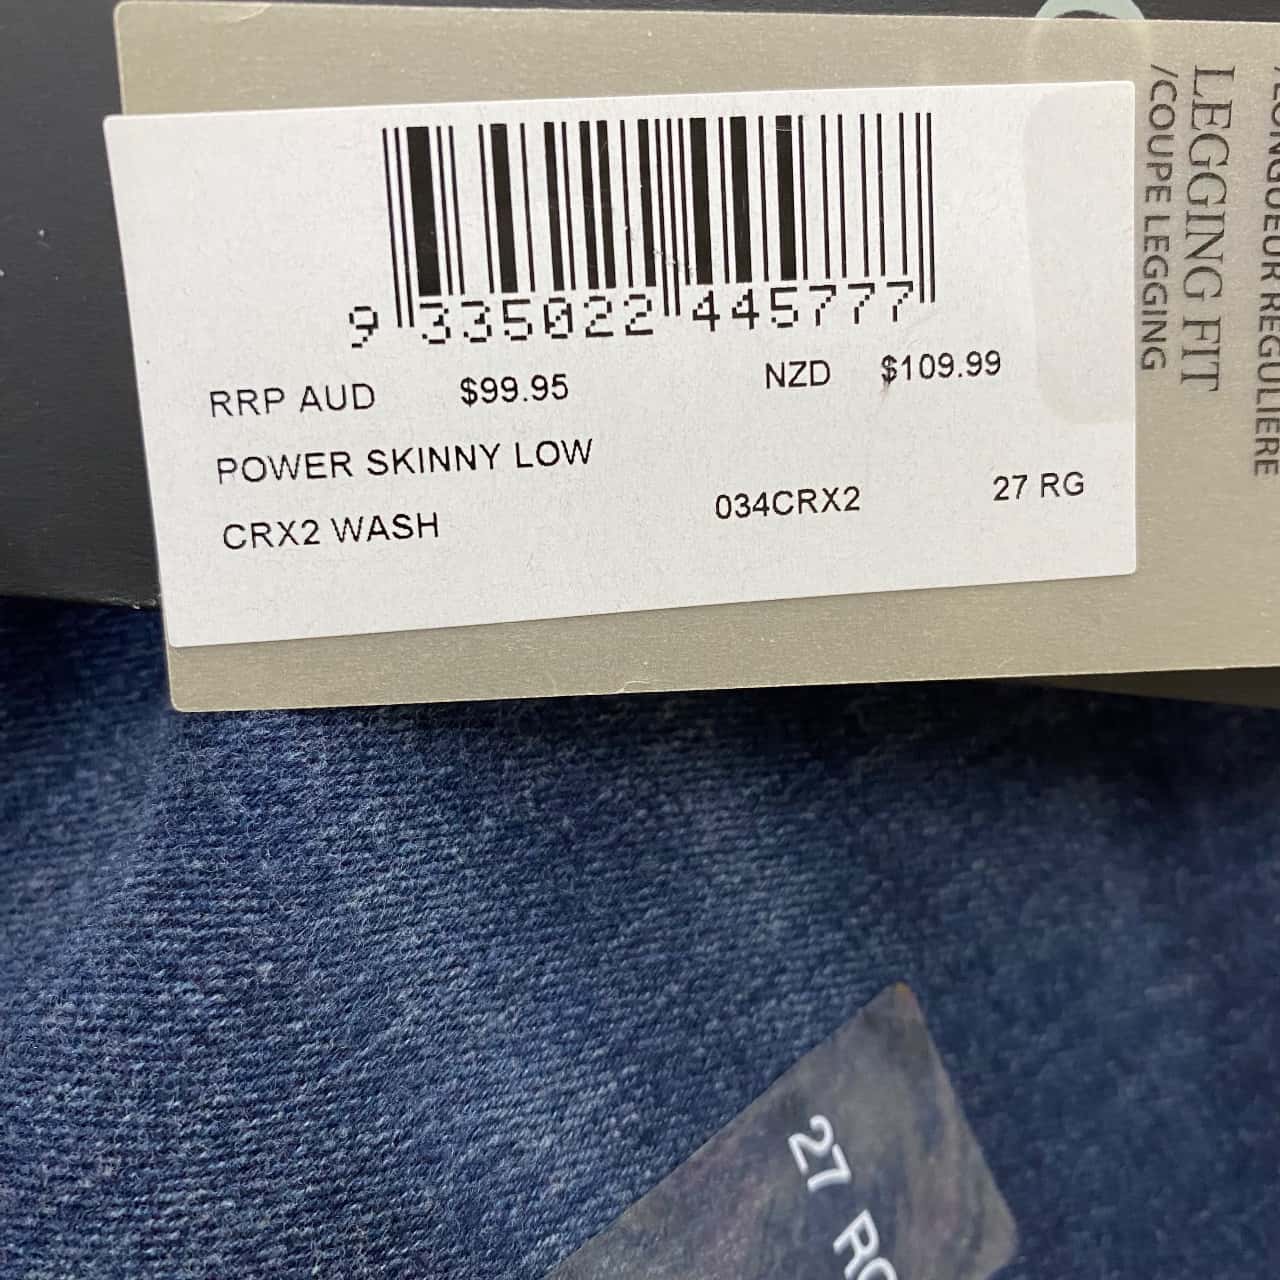 9 335022 445777
RRP AUD $99.95 NZD $109.99
POWER SKINNY LOW
CRX2 WASH 034CRX2 27 RG
LEGGING FIT
/COUPE LEGGING
REGULIERE
27